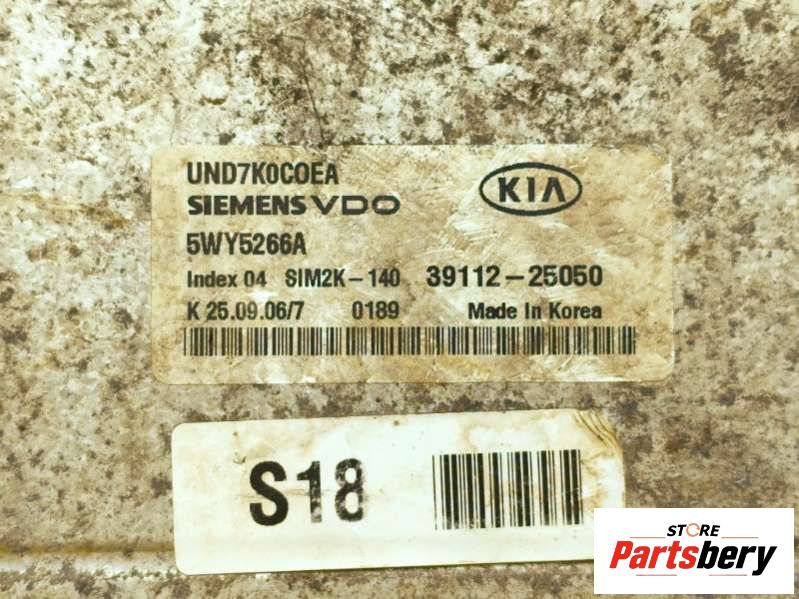 UND7K0C0EA
SIEMENS VDO
KIA
5WY5266A
Index 04 SIM2K-140 39112-25050
K 25.09.06/7 0189 Made In Korea
S18
STORE
Partsbery